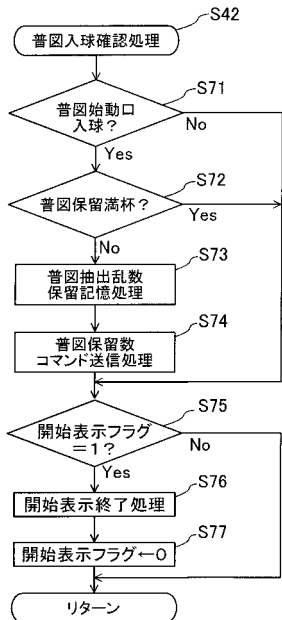 S42
普図入球確認処理
S71
普図始動口
入球？
No
Yes
S72
普図保留満杯？
Yes
No
S73
普図抽出乱数
保留記憶処理
S74
普図保留数
コマンド送信処理
S75
開始表示フラグ
＝１？
No
Yes
S76
開始表示終了処理
S77
開始表示フラグ←０
リターン